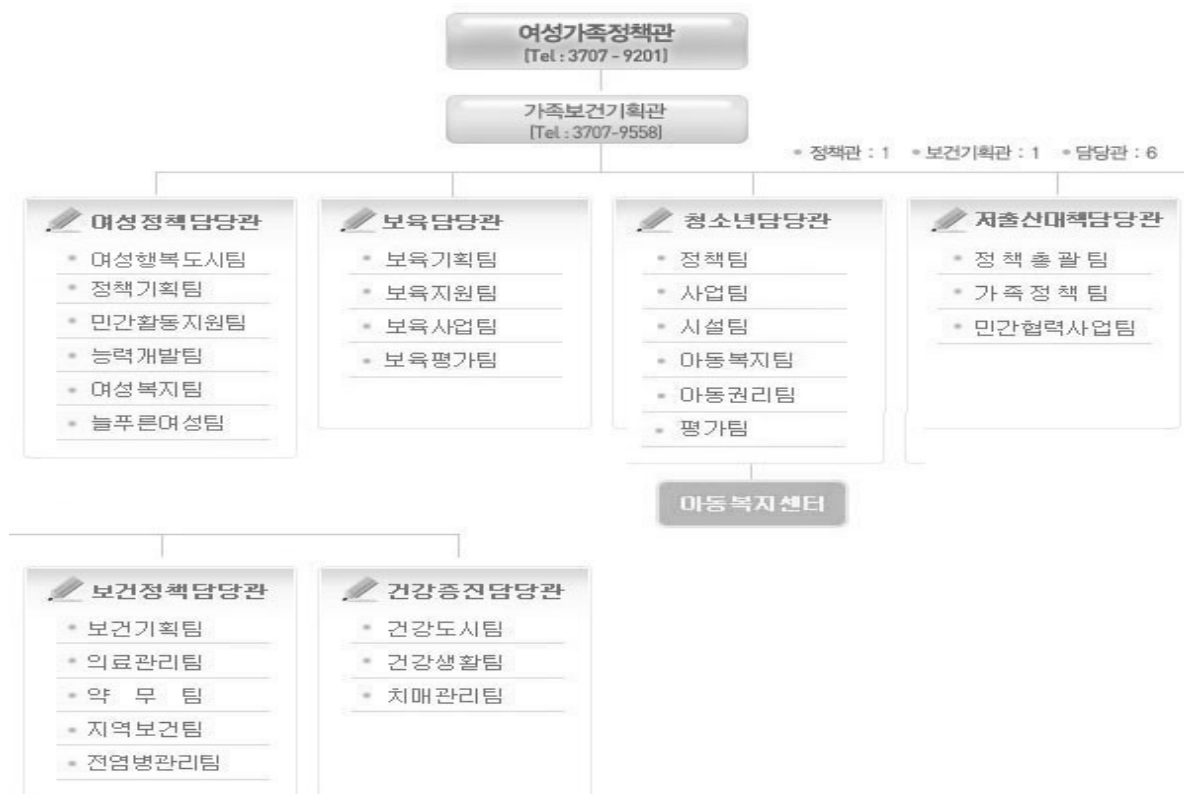 여성가족정책관
(Tel : 3707 - 9201)
가족보건기획관
(Tel : 3707-9558)
• 정책관 : 1 • 보건기획관 : 1 • 담당관 : 6
여성정책담당관
• 여성행복도시팀
• 정책기획팀
• 민간활동지원팀
• 능력개발팀
• 여성복지팀
• 늘푸른여성팀
보육담당관
• 보육기획팀
• 보육지원팀
• 보육사업팀
• 보육평가팀
청소년담당관
• 정책팀
• 사업팀
• 시설팀
• 아동복지팀
• 아동권리팀
• 평가팀
아동복지센터
저출산대책담당관
• 정책총괄팀
• 가족정책팀
• 민간협력사업팀
보건정책담당관
• 보건기획팀
• 의료관리팀
• 약 무 팀
• 지역보건팀
• 전염병관리팀
건강증진담당관
• 건강도시팀
• 건강생활팀
• 치매관리팀